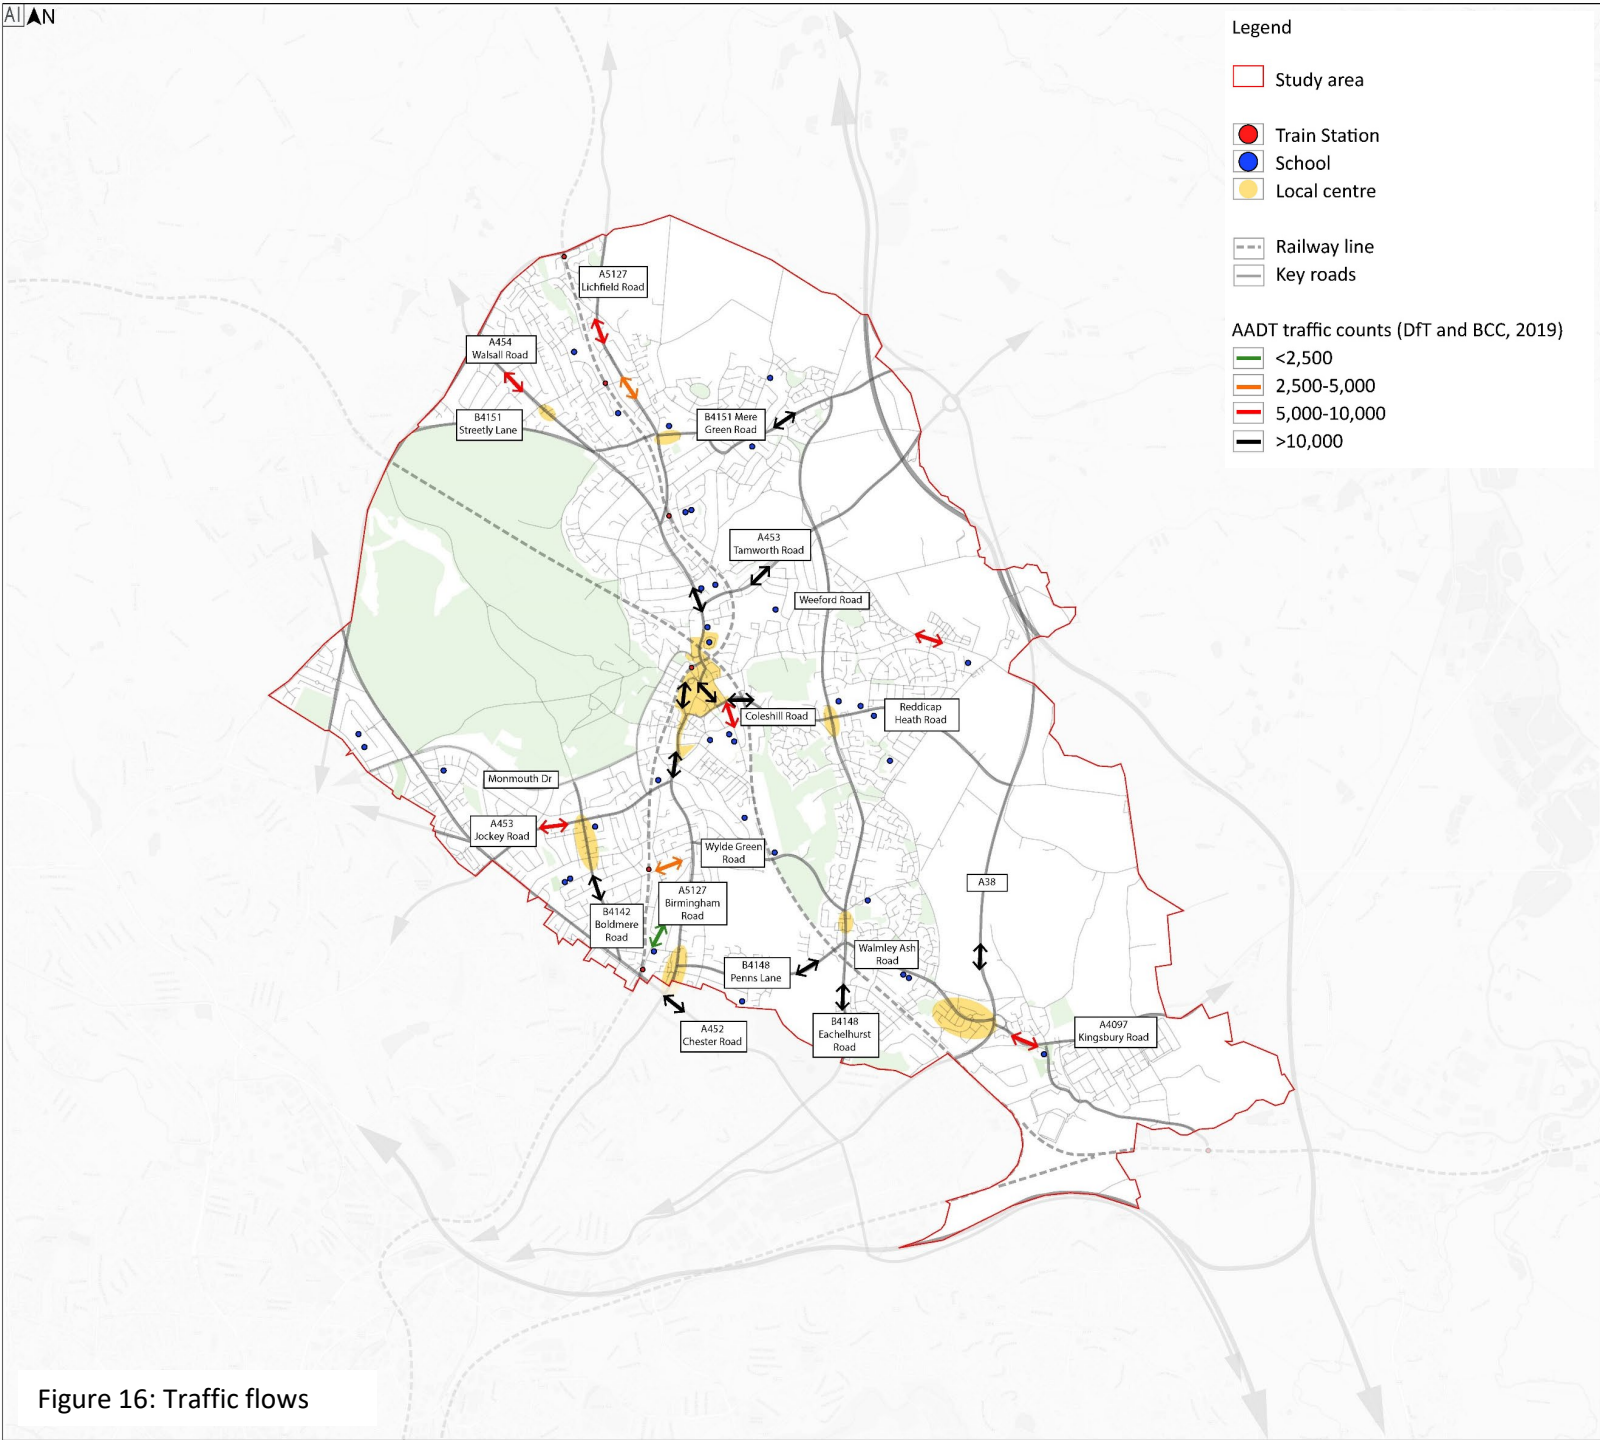 AI
N
Legend
Study area
Train Station
School
Local centre
Railway line
Key roads
AADT traffic counts (DfT and BCC, 2019)
<2,500
2,500-5,000
5,000-10,000
>10,000
A5127
Lichfield Road
A454
Walsall Road
B4151
Streetly Lane
B4151 Mere
Green Road
A453
Tamworth Road
Weeford Road
Coleshill Road
Reddicap
Heath Road
Monmouth Dr
A453
Jockey Road
Wylde Green
Road
A5127
Birmingham
Road
A38
B4142
Boldmere
Road
Walmley Ash
Road
B4148
Penns Lane
A452
Chester Road
B4148
Eachelhurst
Road
A4097
Kingsbury Road
Figure 16: Traffic flows